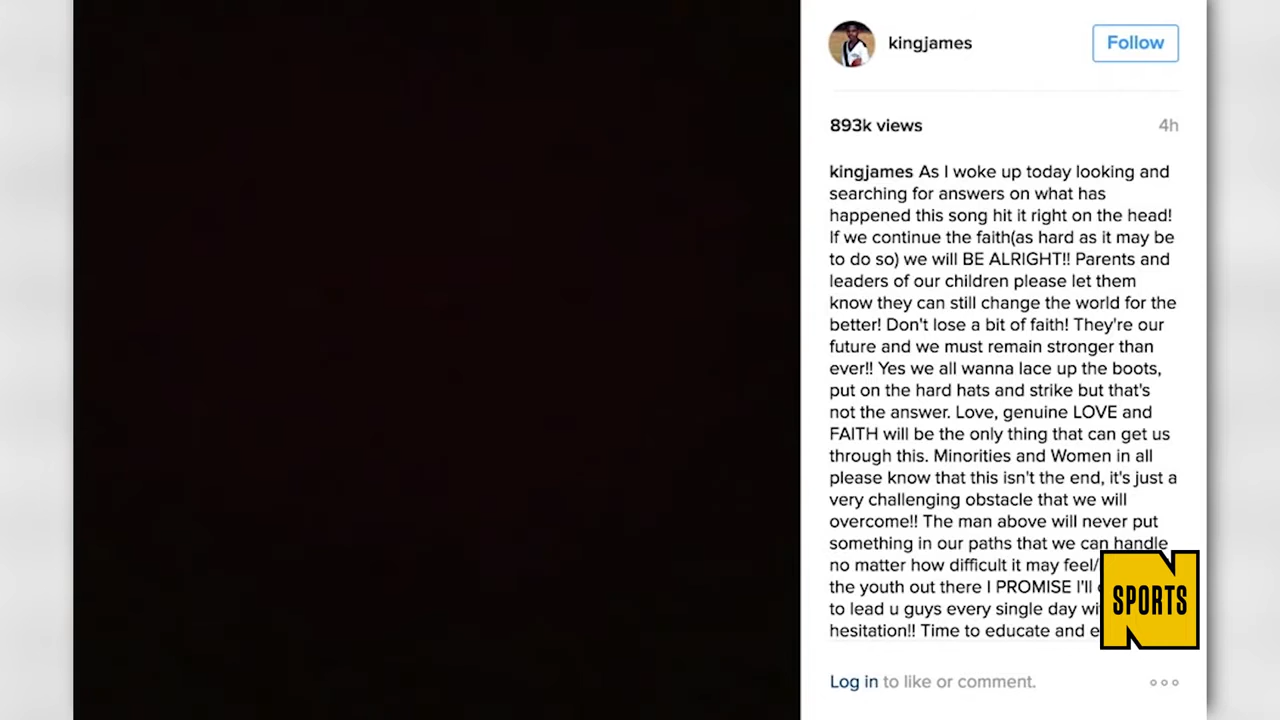 kingjames
Follow
893k views
4h
kingjames As I woke up today looking and
searching for answers on what has
happened this song hit it right on the head!
If we continue the faith(as hard as it may be
to do so) we will BE ALRIGHT!! Parents and
leaders of our children please let them
know they can still change the world for the
better! Don't lose a bit of faith! They're our
future and we must remain stronger than
ever!! Yes we all wanna lace up the boots,
put on the hard hats and strike but that's
not the answer. Love, genuine LOVE and
FAITH will be the only thing that can get us
through this. Minorities and Women in all
please know that this isn't the end, it's just a
very challenging obstacle that we will
overcome!! The man above will never put
something in our paths that we can handle
no matter how difficult it may feel/
the youth out there I PROMISE I'll
to lead u guys every single day
hesitation!! Time to educate and
N SPORTS
Log in to like or comment.